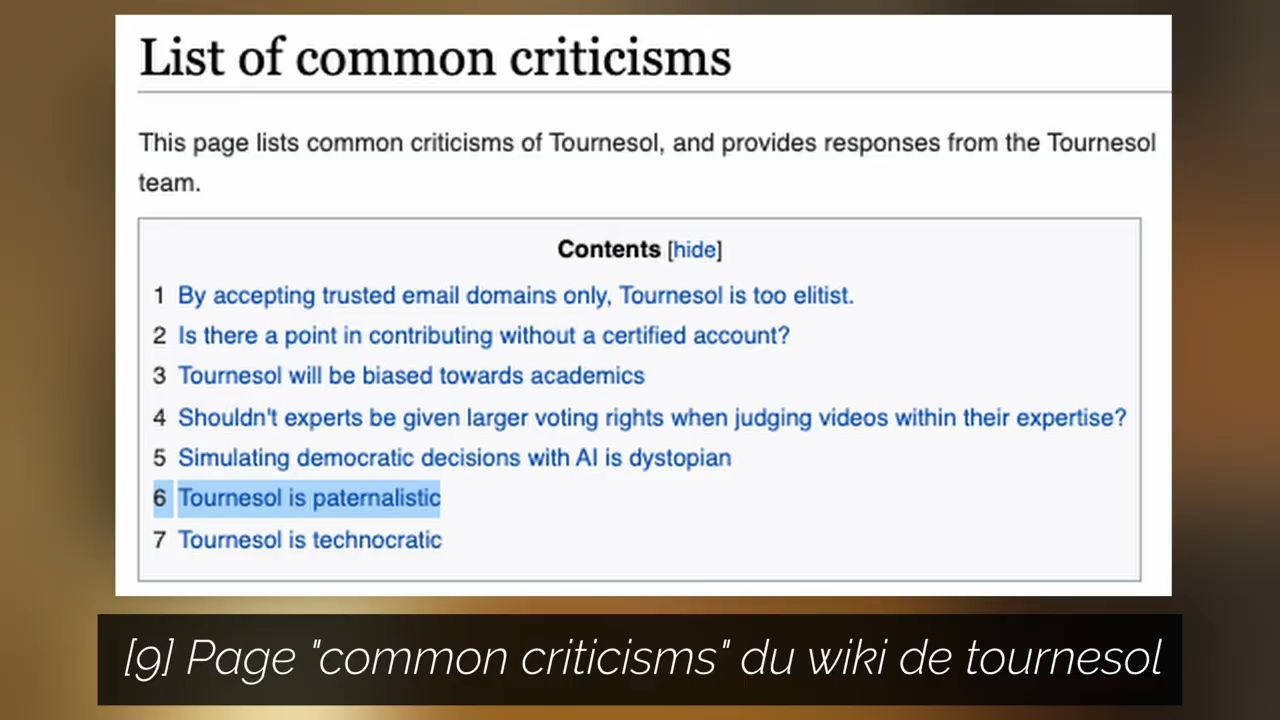 List of common criticisms
This page lists common criticisms of Tournesol, and provides responses from the Tournesol
team.
Contents [hide]
1 By accepting trusted email domains only, Tournesol is too elitist.
2 Is there a point in contributing without a certified account?
3 Tournesol will be biased towards academics
4 Shouldn't experts be given larger voting rights when judging videos within their expertise?
5 Simulating democratic decisions with AI is dystopian
6 Tournesol is paternalistic
7 Tournesol is technocratic
[9] Page "common criticisms" du wiki de tournesol